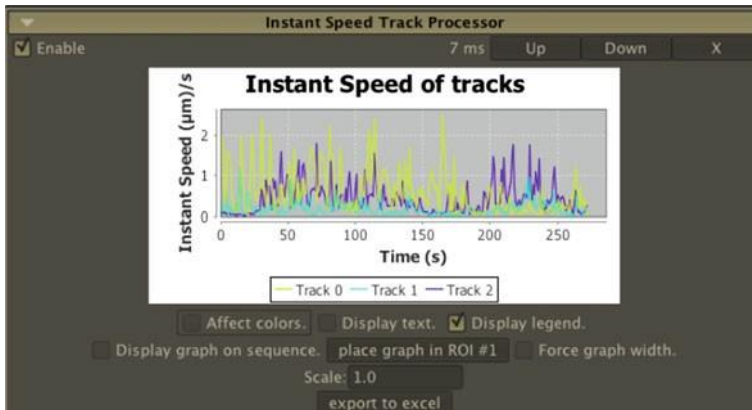 Instant Speed Track Processor
Enable 7 ms Up Down X
Instant Speed of tracks
Instant Speed (µm)/s
2
1
0
0 50 100 150 200 250
Time (s)
Track 0 Track 1 Track 2
Affect colors. Display text. Display legend.
Display graph on sequence. place graph in ROI #1 Force graph width.
Scale: 1.0
export to excel